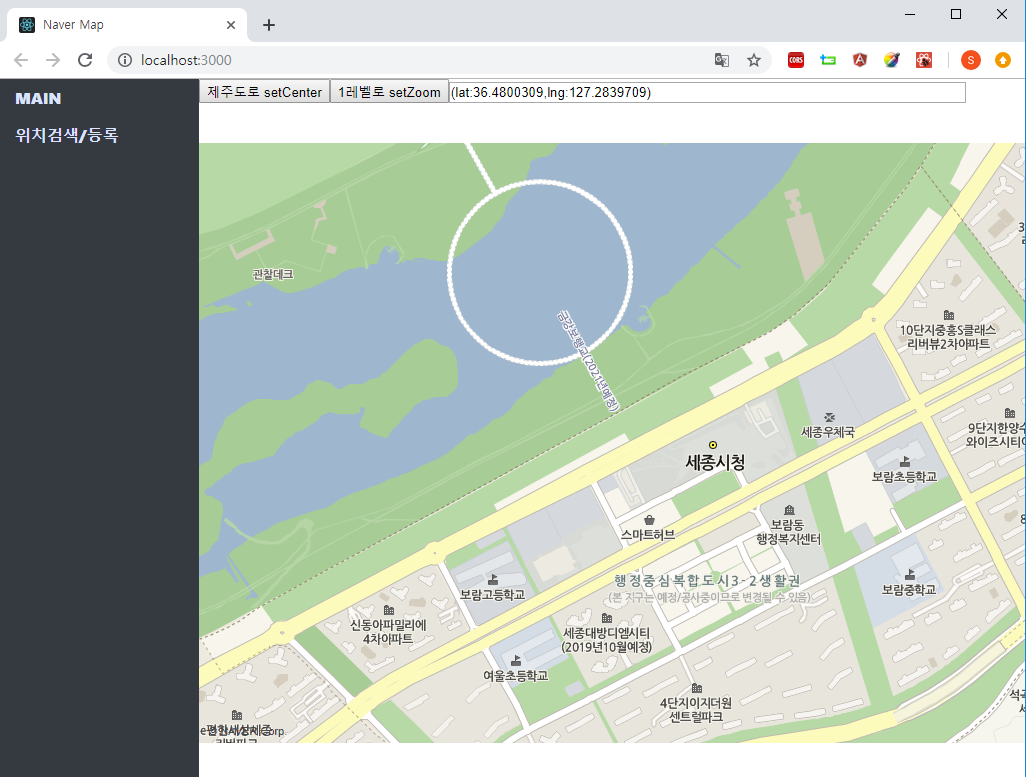 Naver Map
localhost:3000
CORS
S
MAIN
위치검색/등록
제주도로 setCenter
1레벨로 setZoom
(lat:36.4800309,lng:127.2839709)
관찰데크
금강보행교(2021년예정)
10단지중흥S클래스
리버뷰2차아파트
세종우체국
9단지한양수
와이즈시티
보람초등학교
세종시청
스마트허브
보람동
행정복지센터
보람고등학교
행정중심복합도시3-2생활권
(본 지구는 예정/공사중이므로 변경될 수 있음)
보람중학교
신동아파밀리에
4차아파트
세종대방디엠시티
(2019년10월예정)
여울초등학교
4단지이지더원
센트럴파크
석
e편한세상세종
리버파크
© NAVER Corp.